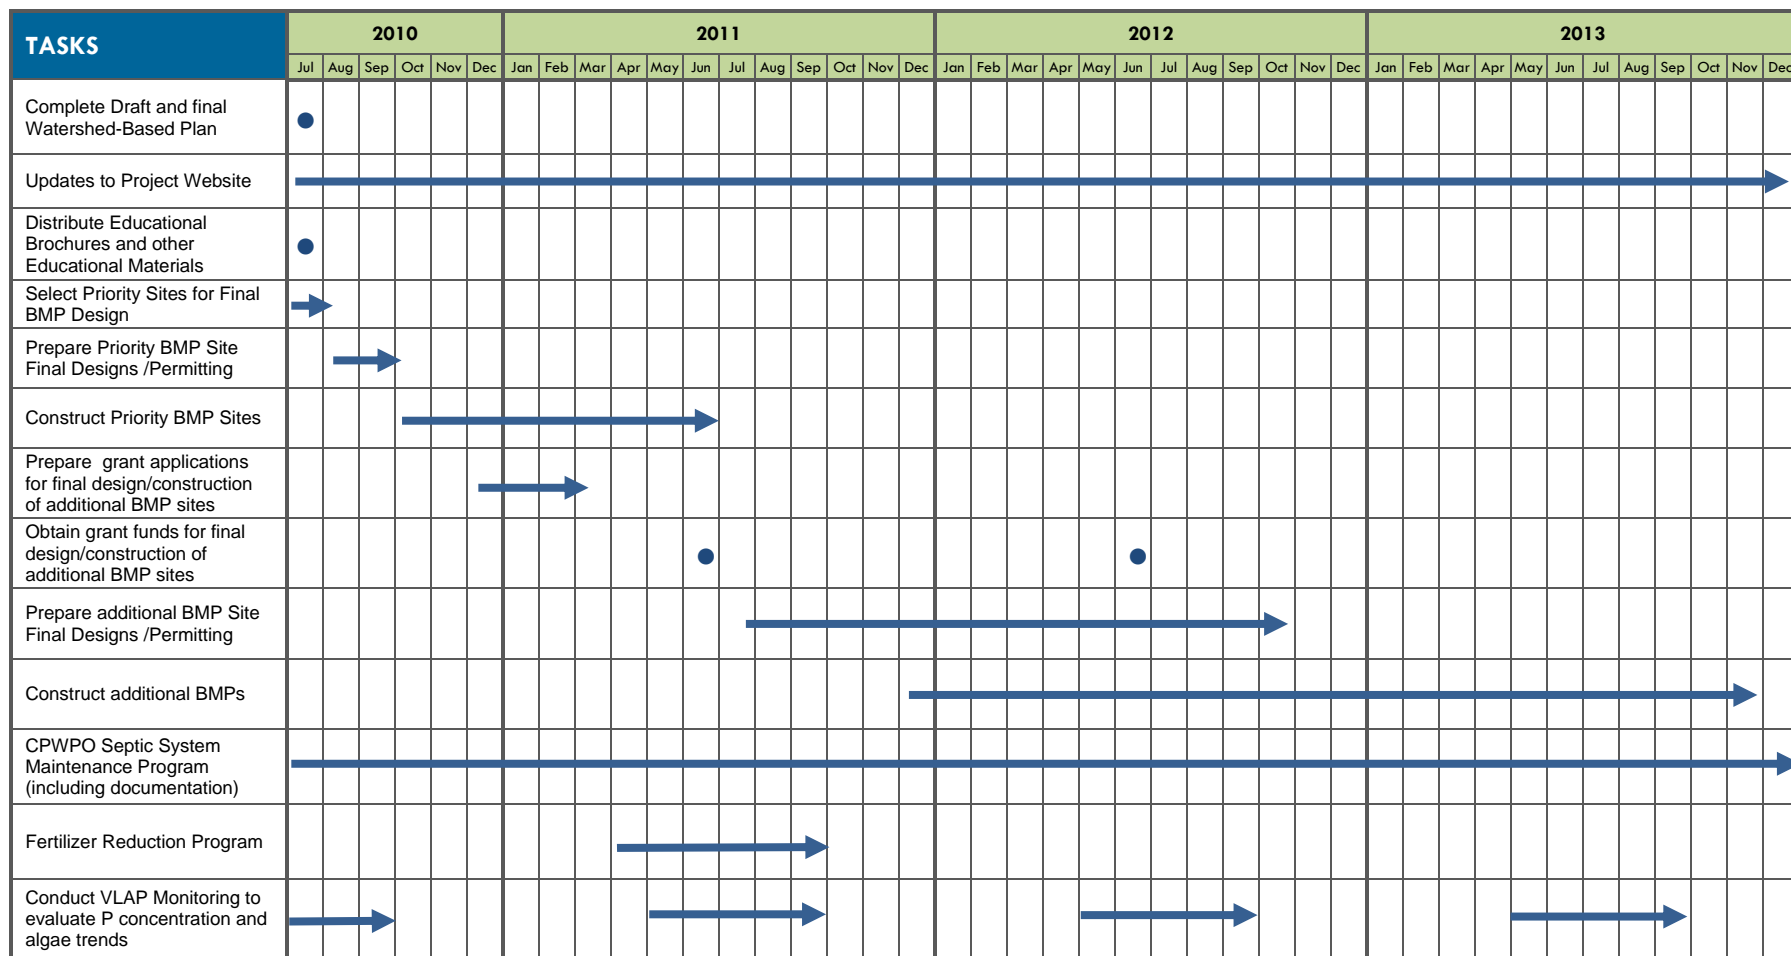 TASKS
2010 2011 2012 2013
Jul Aug Sep Oct Nov Dec Jan Feb Mar Apr May Jun Jul Aug Sep Oct Nov Dec Jan Feb Mar Apr May Jun Jul Aug Sep Oct Nov Dec Jan Feb Mar Apr May Jun Jul Aug Sep Oct Nov Dec
Complete Draft and final
Watershed-Based Plan
Updates to Project Website
Distribute Educational
Brochures and other
Educational Materials
Select Priority Sites for Final
BMP Design
Prepare Priority BMP Site
Final Designs /Permitting
Construct Priority BMP Sites
Prepare grant applications
for final design/construction
of additional BMP sites
Obtain grant funds for final
design/construction of
additional BMP sites
Prepare additional BMP Site
Final Designs /Permitting
Construct additional BMPs
CPWPO Septic System
Maintenance Program
(including documentation)
Fertilizer Reduction Program
Conduct VLAP Monitoring to
evaluate P concentration and
algae trends